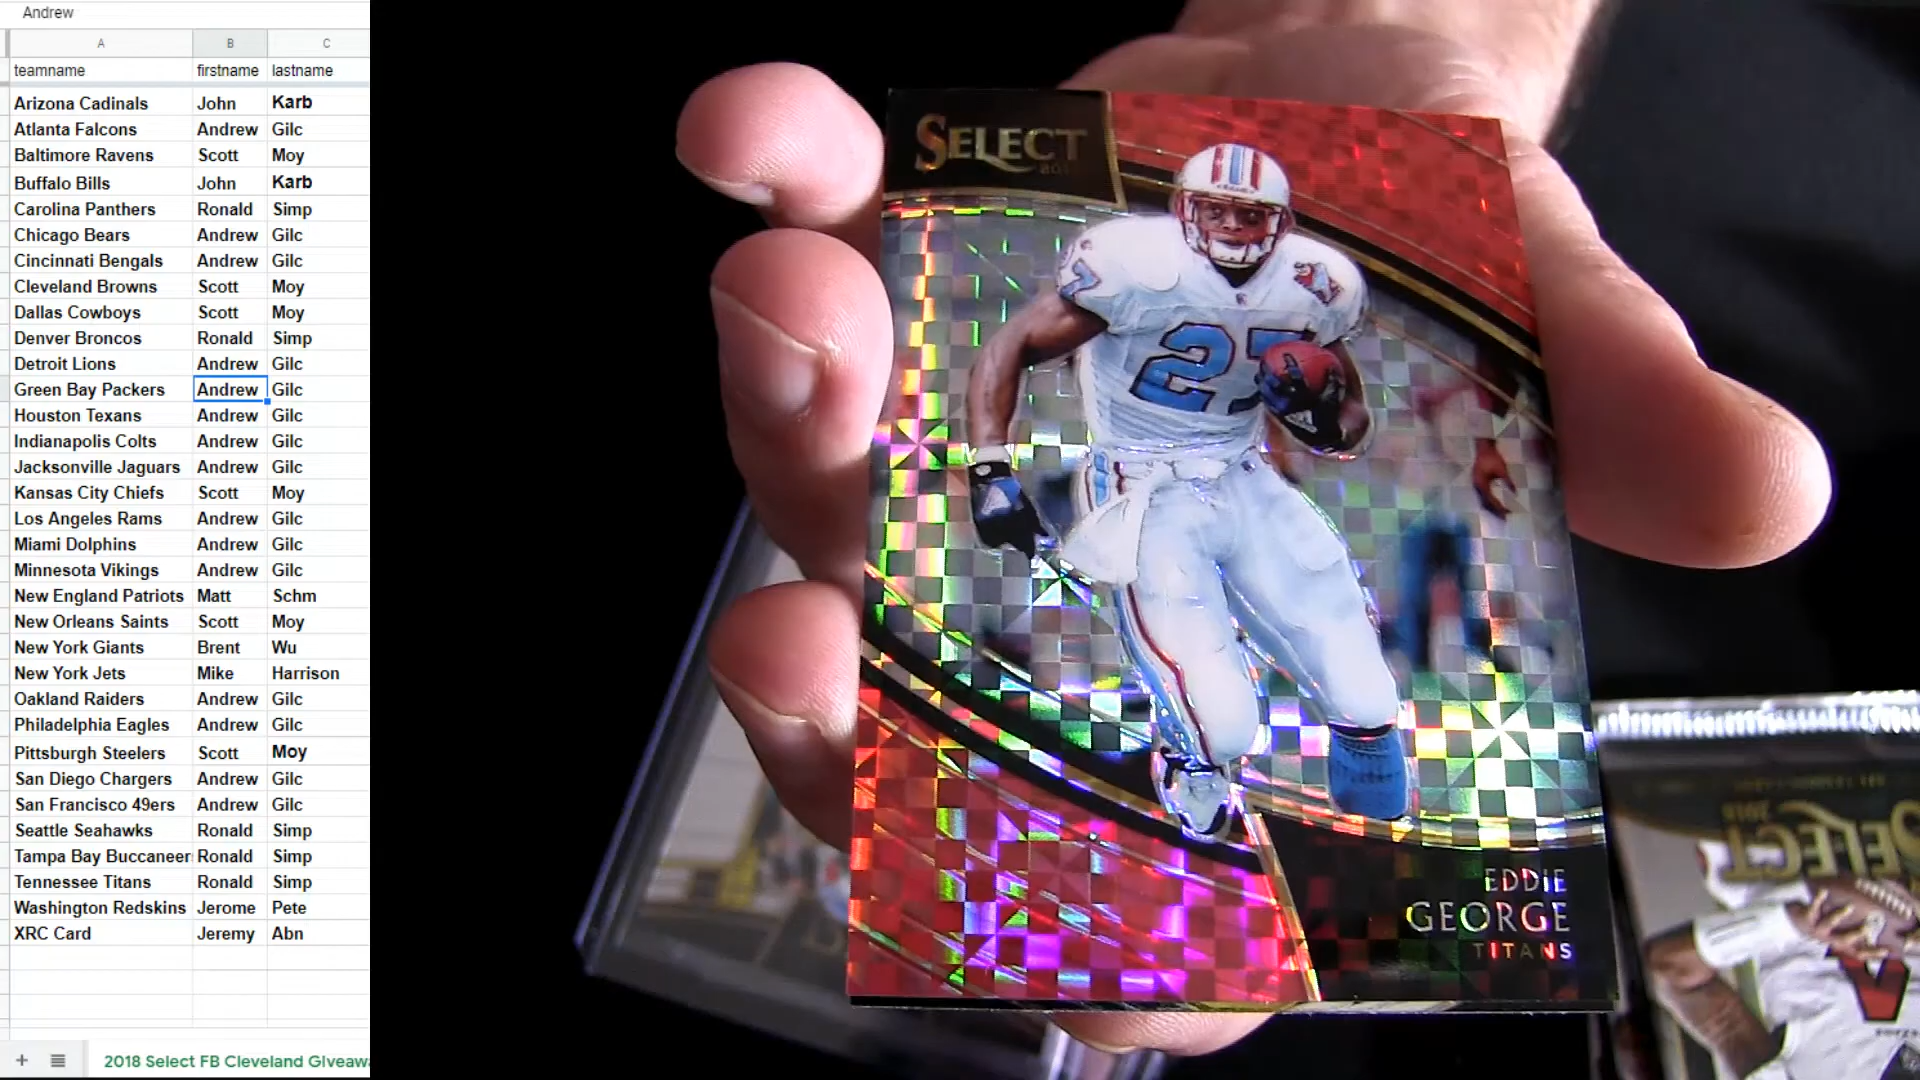 Andrew
A B C
teamname firstname lastname
Arizona Cadinals John Karb
Atlanta Falcons Andrew Gilc
Baltimore Ravens Scott Moy
Buffalo Bills John Karb
Carolina Panthers Ronald Simp
Chicago Bears Andrew Gilc
Cincinnati Bengals Andrew Gilc
Cleveland Browns Scott Moy
Dallas Cowboys Scott Moy
Denver Broncos Ronald Simp
Detroit Lions Andrew Gilc
Green Bay Packers Andrew Gilc
Houston Texans Andrew Gilc
Indianapolis Colts Andrew Gilc
Jacksonville Jaguars Andrew Gilc
Kansas City Chiefs Scott Moy
Los Angeles Rams Andrew Gilc
Miami Dolphins Andrew Gilc
Minnesota Vikings Andrew Gilc
New England Patriots Matt Schm
New Orleans Saints Scott Moy
New York Giants Brent Wu
New York Jets Mike Harrison
Oakland Raiders Andrew Gilc
Philadelphia Eagles Andrew Gilc
Pittsburgh Steelers Scott Moy
San Diego Chargers Andrew Gilc
San Francisco 49ers Andrew Gilc
Seattle Seahawks Ronald Simp
Tampa Bay Buccaneer Ronald Simp
Tennessee Titans Ronald Simp
Washington Redskins Jerome Pete
XRC Card Jeremy Abn
2018 Select FB Cleveland GIveaw
SELECT
27
27
EDDIE
GEORGE
TITANS
SELECT
2018